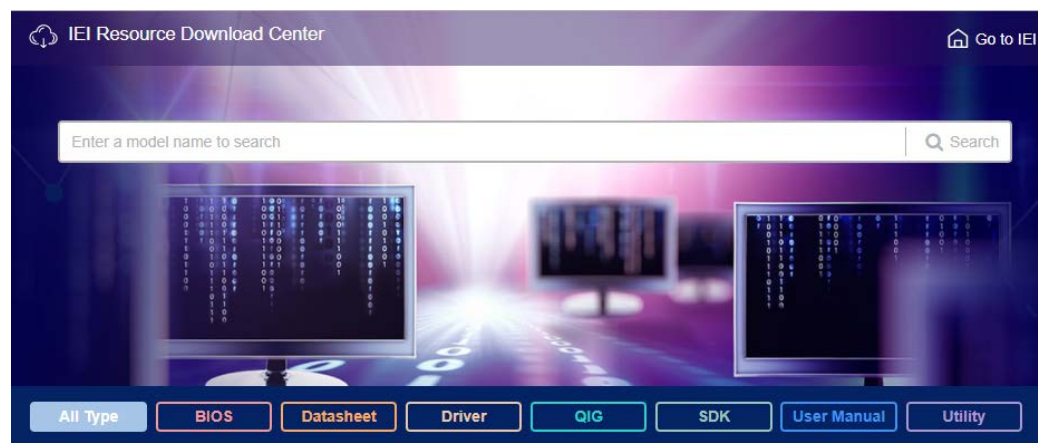 IEI Resource Download Center
Go to IEI
Enter a model name to search
Search
All Type BIOS Datasheet Driver QIG SDK User Manual Utility